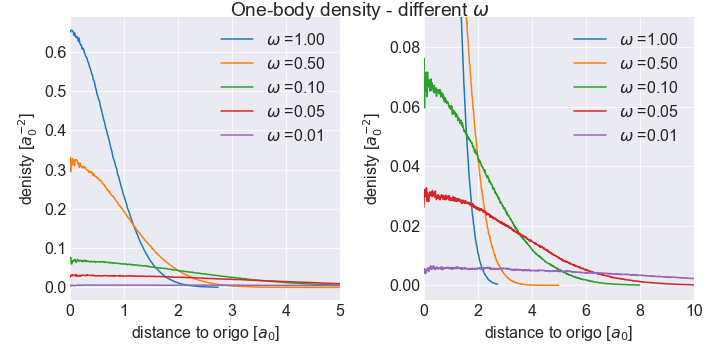 One-body density - different ω
denisty [a₀⁻²]
0.6
0.5
0.4
0.3
0.2
0.1
0.0
ω =1.00
ω =0.50
ω =0.10
ω =0.05
ω =0.01
0 1 2 3 4 5
distance to origo [a₀]
denisty [a₀⁻²]
0.08
0.06
0.04
0.02
0.00
ω =1.00
ω =0.50
ω =0.10
ω =0.05
ω =0.01
0 2 4 6 8 10
distance to origo [a₀]